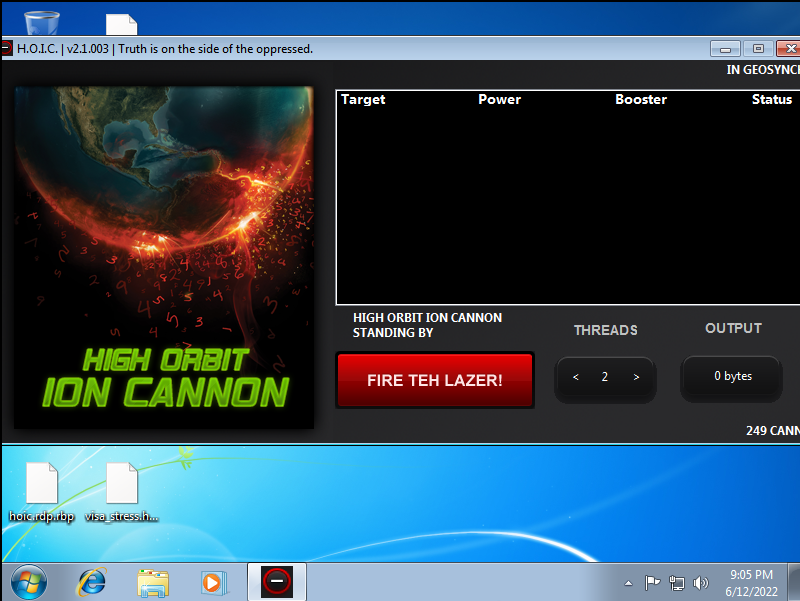 H.O.I.C. | v2.1.003 | Truth is on the side of the oppressed.
IN GEOSYNC
Target Power Booster Status
HIGH ORBIT
ION CANNON
HIGH ORBIT ION CANNON
STANDING BY
THREADS
OUTPUT
FIRE TEH LAZER!
< 2 >
0 bytes
249 CANN
hoic.rdp.rbp
visa_stress.h...
9:05 PM
6/12/2022